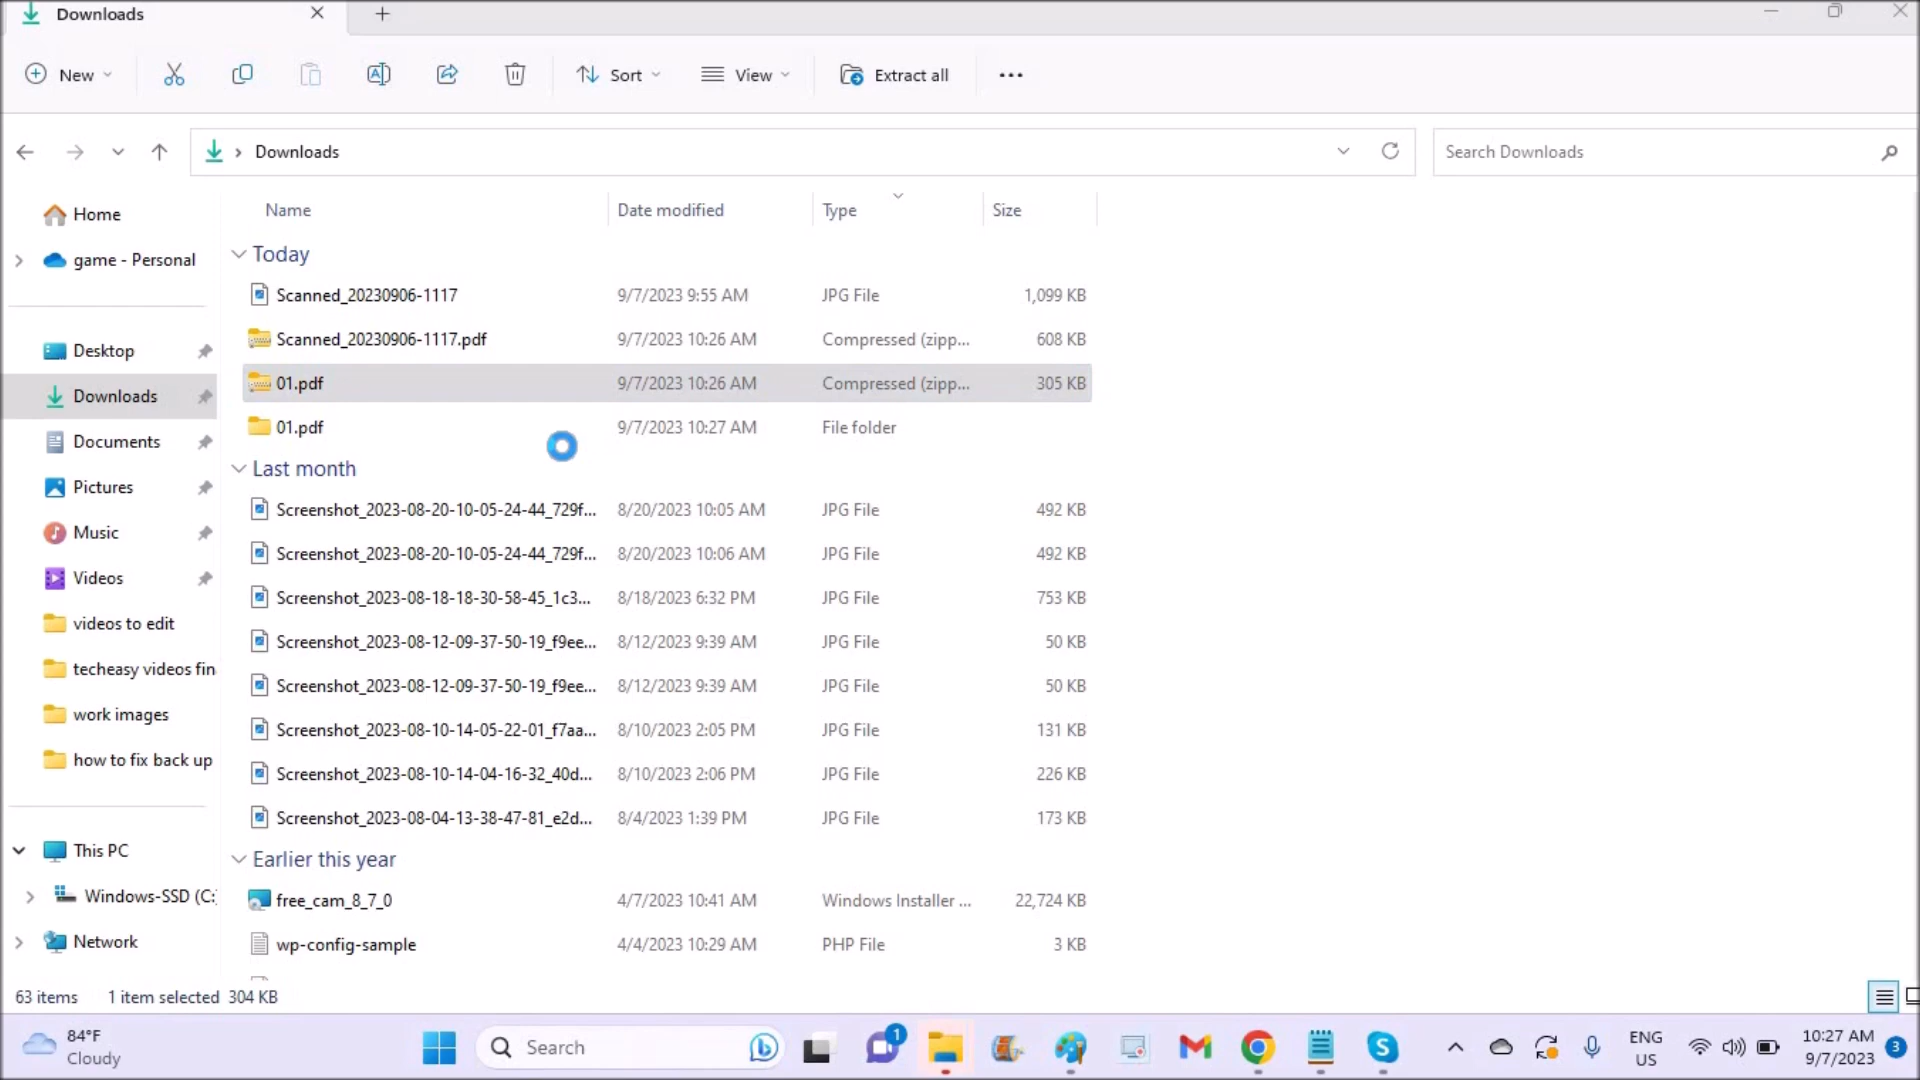 Downloads
New
Sort
View
Extract all
Downloads
Search Downloads
Home
game - Personal
Desktop
Downloads
Documents
Pictures
Music
Videos
videos to edit
techeasy videos fin
work images
how to fix back up
This PC
Windows-SSD (C:
Network
Name Date modified Type Size
Today
Scanned_20230906-1117 9/7/2023 9:55 AM JPG File 1,099 KB
Scanned_20230906-1117.pdf 9/7/2023 10:26 AM Compressed (zipp... 608 KB
01.pdf 9/7/2023 10:26 AM Compressed (zipp... 305 KB
01.pdf 9/7/2023 10:27 AM File folder
Last month
Screenshot_2023-08-20-10-05-24-44_729f... 8/20/2023 10:05 AM JPG File 492 KB
Screenshot_2023-08-20-10-05-24-44_729f... 8/20/2023 10:06 AM JPG File 492 KB
Screenshot_2023-08-18-18-30-58-45_1c3... 8/18/2023 6:32 PM JPG File 753 KB
Screenshot_2023-08-12-09-37-50-19_f9ee... 8/12/2023 9:39 AM JPG File 50 KB
Screenshot_2023-08-12-09-37-50-19_f9ee... 8/12/2023 9:39 AM JPG File 50 KB
Screenshot_2023-08-10-14-05-22-01_f7aa... 8/10/2023 2:05 PM JPG File 131 KB
Screenshot_2023-08-10-14-04-16-32_40d... 8/10/2023 2:06 PM JPG File 226 KB
Screenshot_2023-08-04-13-38-47-81_e2d... 8/4/2023 1:39 PM JPG File 173 KB
Earlier this year
free_cam_8_7_0 4/7/2023 10:41 AM Windows Installer ... 22,724 KB
wp-config-sample 4/4/2023 10:29 AM PHP File 3 KB
63 items 1 item selected 304 KB
84°F
Cloudy
Search
1
ENG
US
10:27 AM
9/7/2023
3